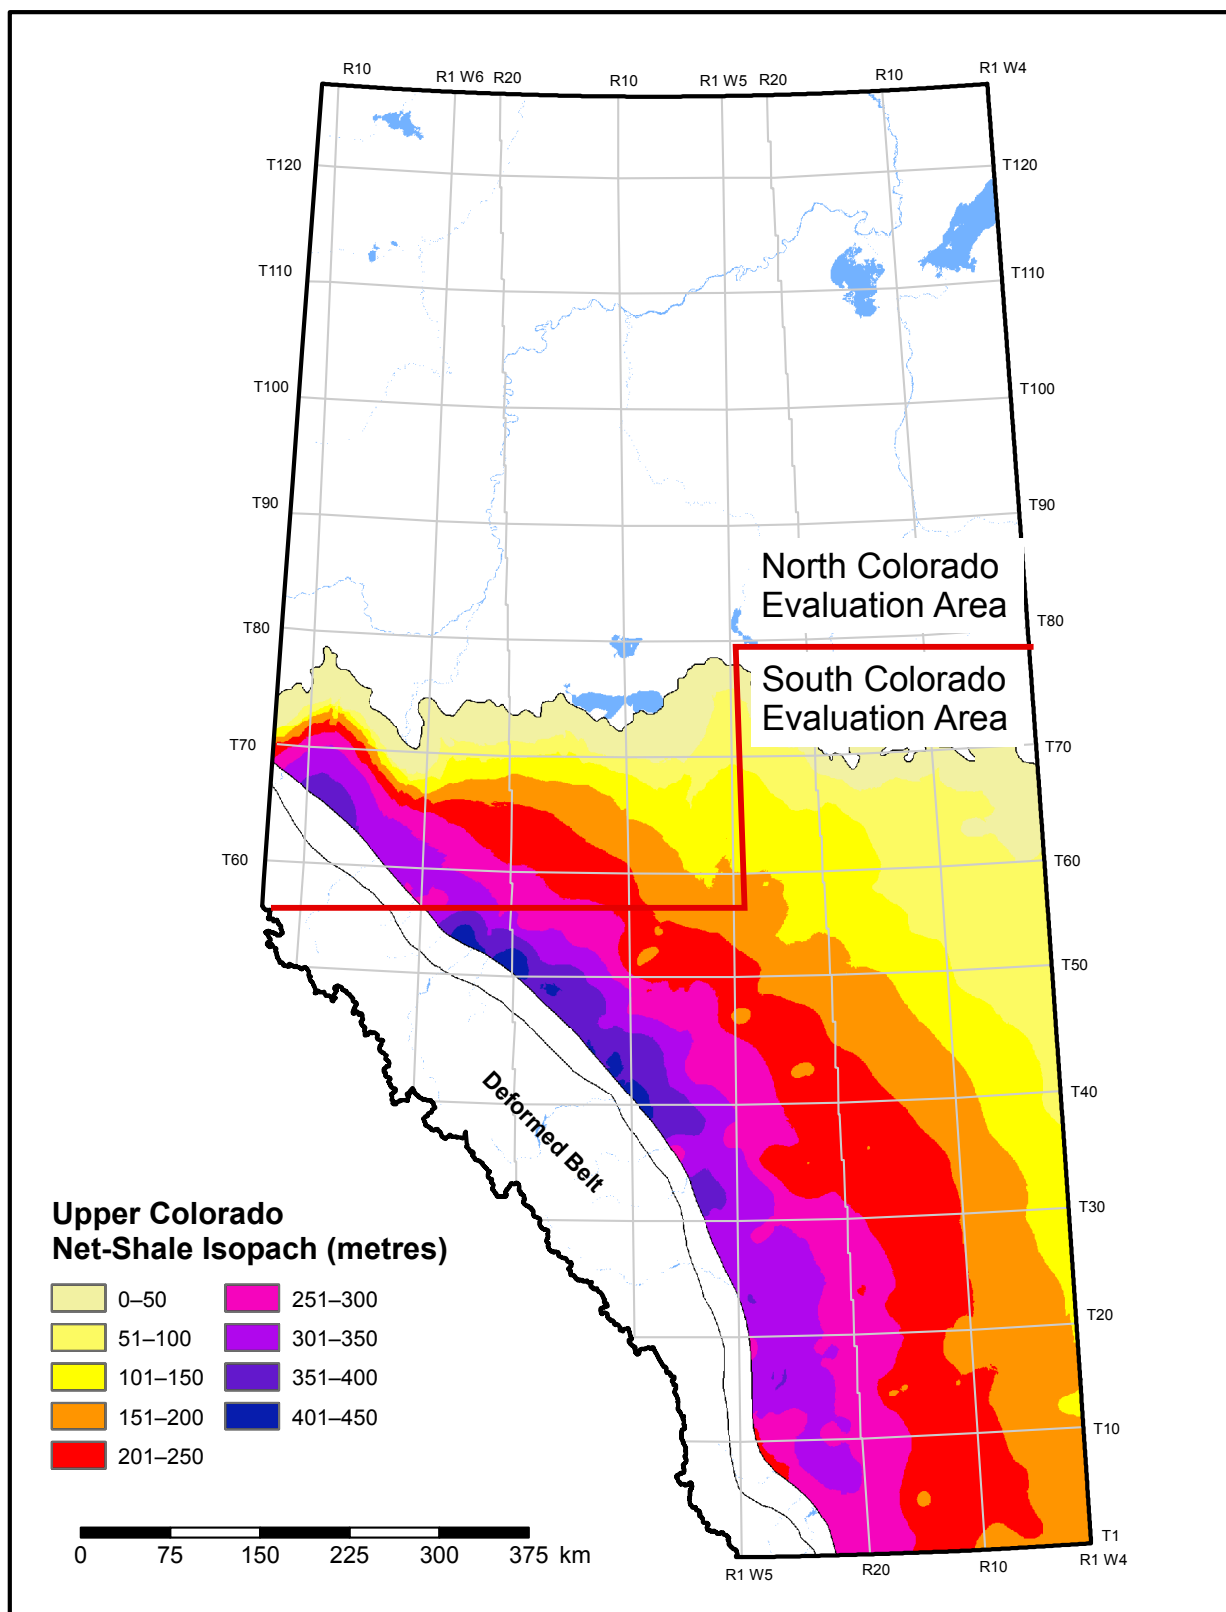 R10 R1 W6 R20 R10 R1 W5 R20 R10 R1 W4
T120 T120
T110 T110
T100 T100
T90 T90
North Colorado
Evaluation Area
T80 T80
South Colorado
Evaluation Area
T70 T70
T60 T60
T50
Deformed Belt
T40
T30
Upper Colorado
Net-Shale Isopach (metres)
0–50 251–300
51–100 301–350
101–150 351–400
151–200 401–450
201–250
T20
T10
T1
0 75 150 225 300 375 km
R1 W5 R20 R10 R1 W4